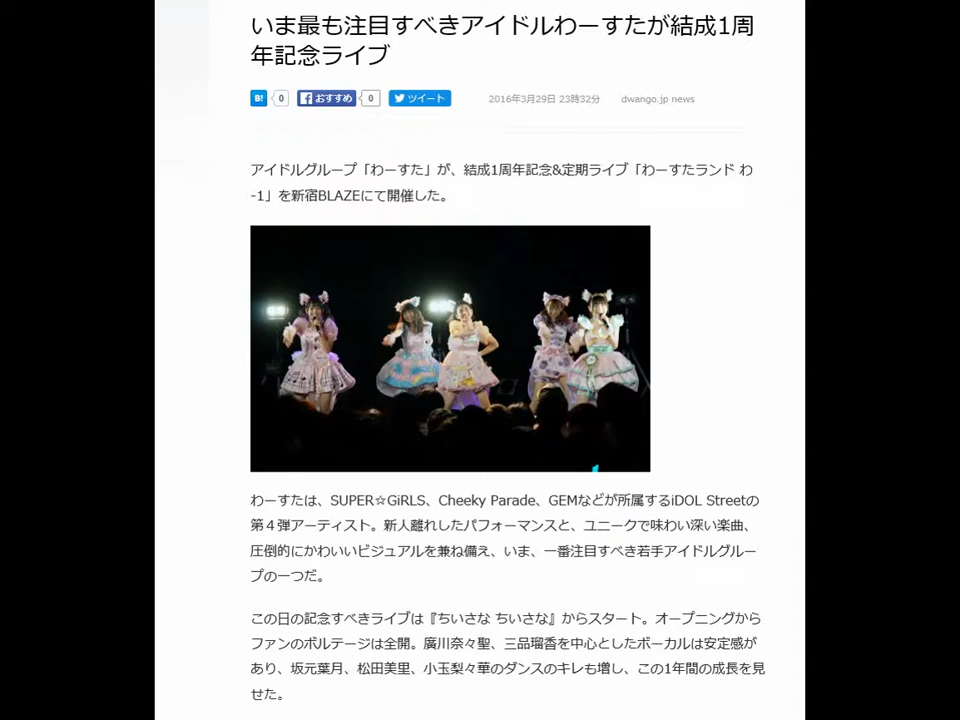 いま最も注目すべきアイドルわーすたが結成1周
年記念ライブ
B! 0 おすすめ 0 ツイート 2016年3月29日 23時32分 dwango.jp news
アイドルグループ「わーすた」が、結成1周年記念&定期ライブ「わーすたランド わ
-1」を新宿BLAZEにて開催した。
わーすたは、SUPER☆GiRLS、Cheeky Parade、GEMなどが所属するiDOL Streetの
第４弾アーティスト。新人離れしたパフォーマンスと、ユニークで味わい深い楽曲、
圧倒的にかわいいビジュアルを兼ね備え、いま、一番注目すべき若手アイドルグルー
プの一つだ。
この日の記念すべきライブは『ちいさな ちいさな』からスタート。オープニングから
ファンのボルテージは全開。廣川奈々聖、三品瑠香を中心としたボーカルは安定感が
あり、坂元葉月、松田美里、小玉梨々華のダンスのキレも増し、この1年間の成長を見
せた。